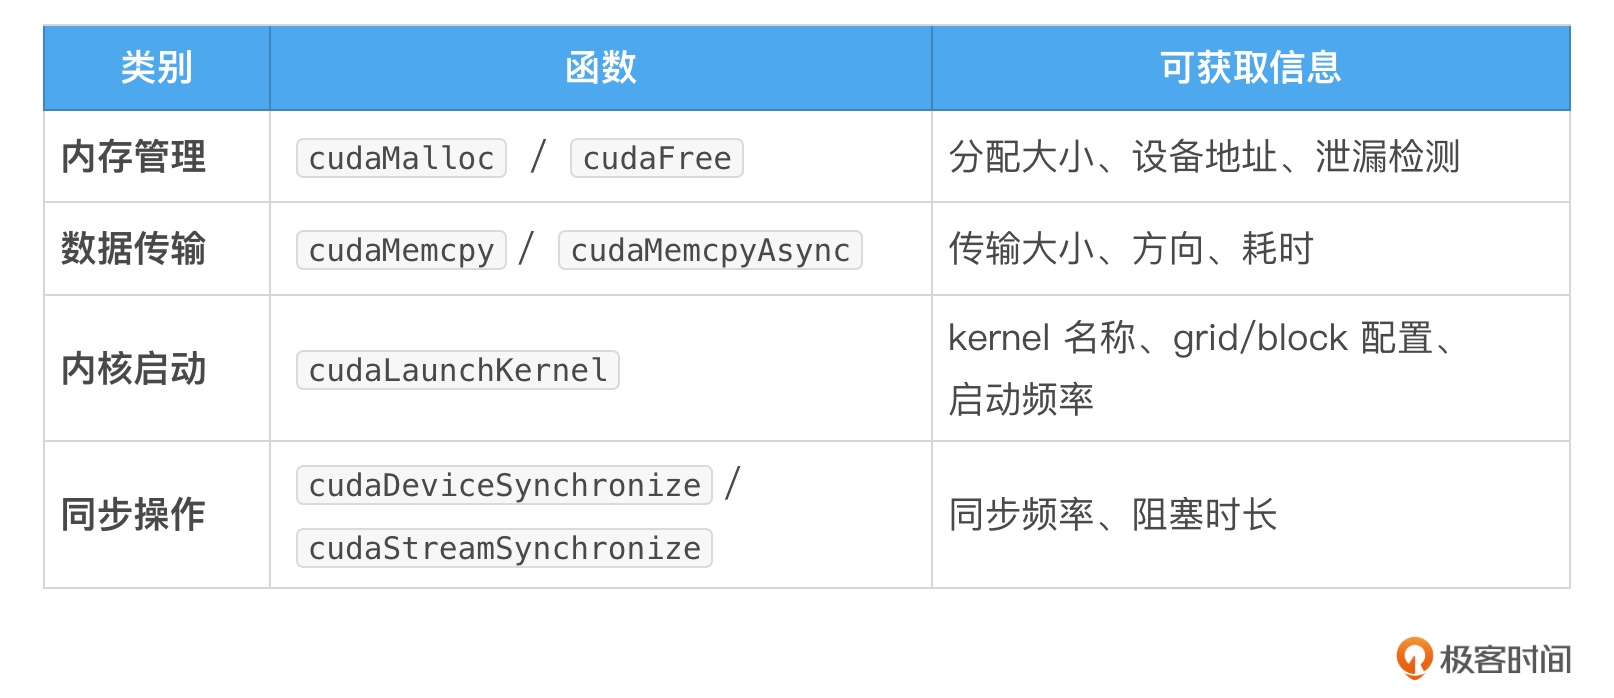 类别 函数 可获取信息
内存管理 cudaMalloc / cudaFree 分配大小、设备地址、泄漏检测
数据传输 cudaMemcpy / cudaMemcpyAsync 传输大小、方向、耗时
内核启动 cudaLaunchKernel kernel 名称、grid/block 配置、
启动频率
同步操作 cudaDeviceSynchronize /
cudaStreamSynchronize 同步频率、阻塞时长
极客时间